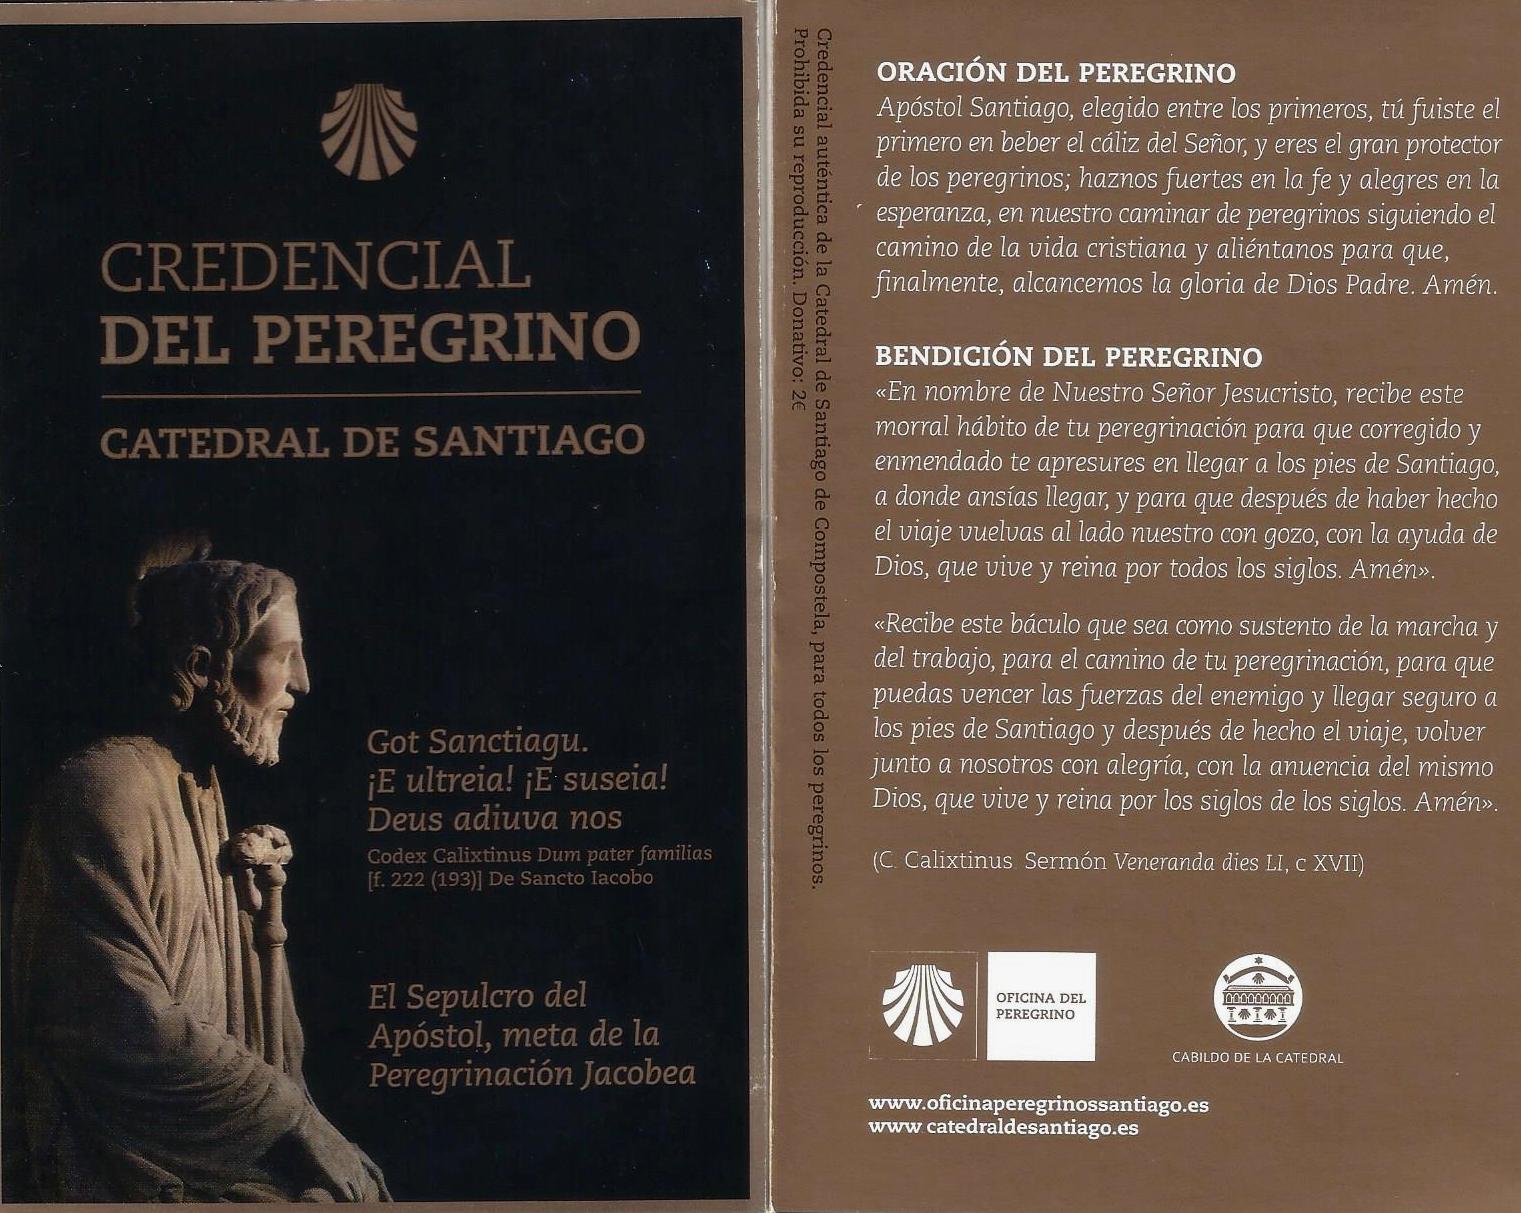 CREDENCIAL
DEL PEREGRINO
CATEDRAL DE SANTIAGO
Got Sanctiagu.
¡E ultreia! ¡E suseia!
Deus adiuva nos
Codex Calixtinus Dum pater familias
[f. 222 (193)] De Sancto Iacobo
El Sepulcro del
Apóstol, meta de la
Peregrinación Jacobea
Credencial auténtica de la Catedral de Santiago de Compostela, para todos los peregrinos.
Prohibida su reproducción. Donativo: 2€
ORACIÓN DEL PEREGRINO
Apóstol Santiago, elegido entre los primeros, tú fuiste el
primero en beber el cáliz del Señor, y eres el gran protector
de los peregrinos; haznos fuertes en la fe y alegres en la
esperanza, en nuestro caminar de peregrinos siguiendo el
camino de la vida cristiana y aliéntanos para que,
finalmente, alcancemos la gloria de Dios Padre. Amén.
BENDICIÓN DEL PEREGRINO
«En nombre de Nuestro Señor Jesucristo, recibe este
morral hábito de tu peregrinación para que corregido y
enmendado te apresures en llegar a los pies de Santiago,
a donde ansías llegar, y para que después de haber hecho
el viaje vuelvas al lado nuestro con gozo, con la ayuda de
Dios, que vive y reina por todos los siglos. Amén».
«Recibe este báculo que sea como sustento de la marcha y
del trabajo, para el camino de tu peregrinación, para que
puedas vencer las fuerzas del enemigo y llegar seguro a
los pies de Santiago y después de hecho el viaje, volver
junto a nosotros con alegría, con la anuencia del mismo
Dios, que vive y reina por los siglos de los siglos. Amén».
(C. Calixtinus. Sermón Veneranda dies LI, c XVII)
OFICINA DEL
PEREGRINO
CABILDO DE LA CATEDRAL
www.oficinaperegrinossantiago.es
www.catedraldesantiago.es